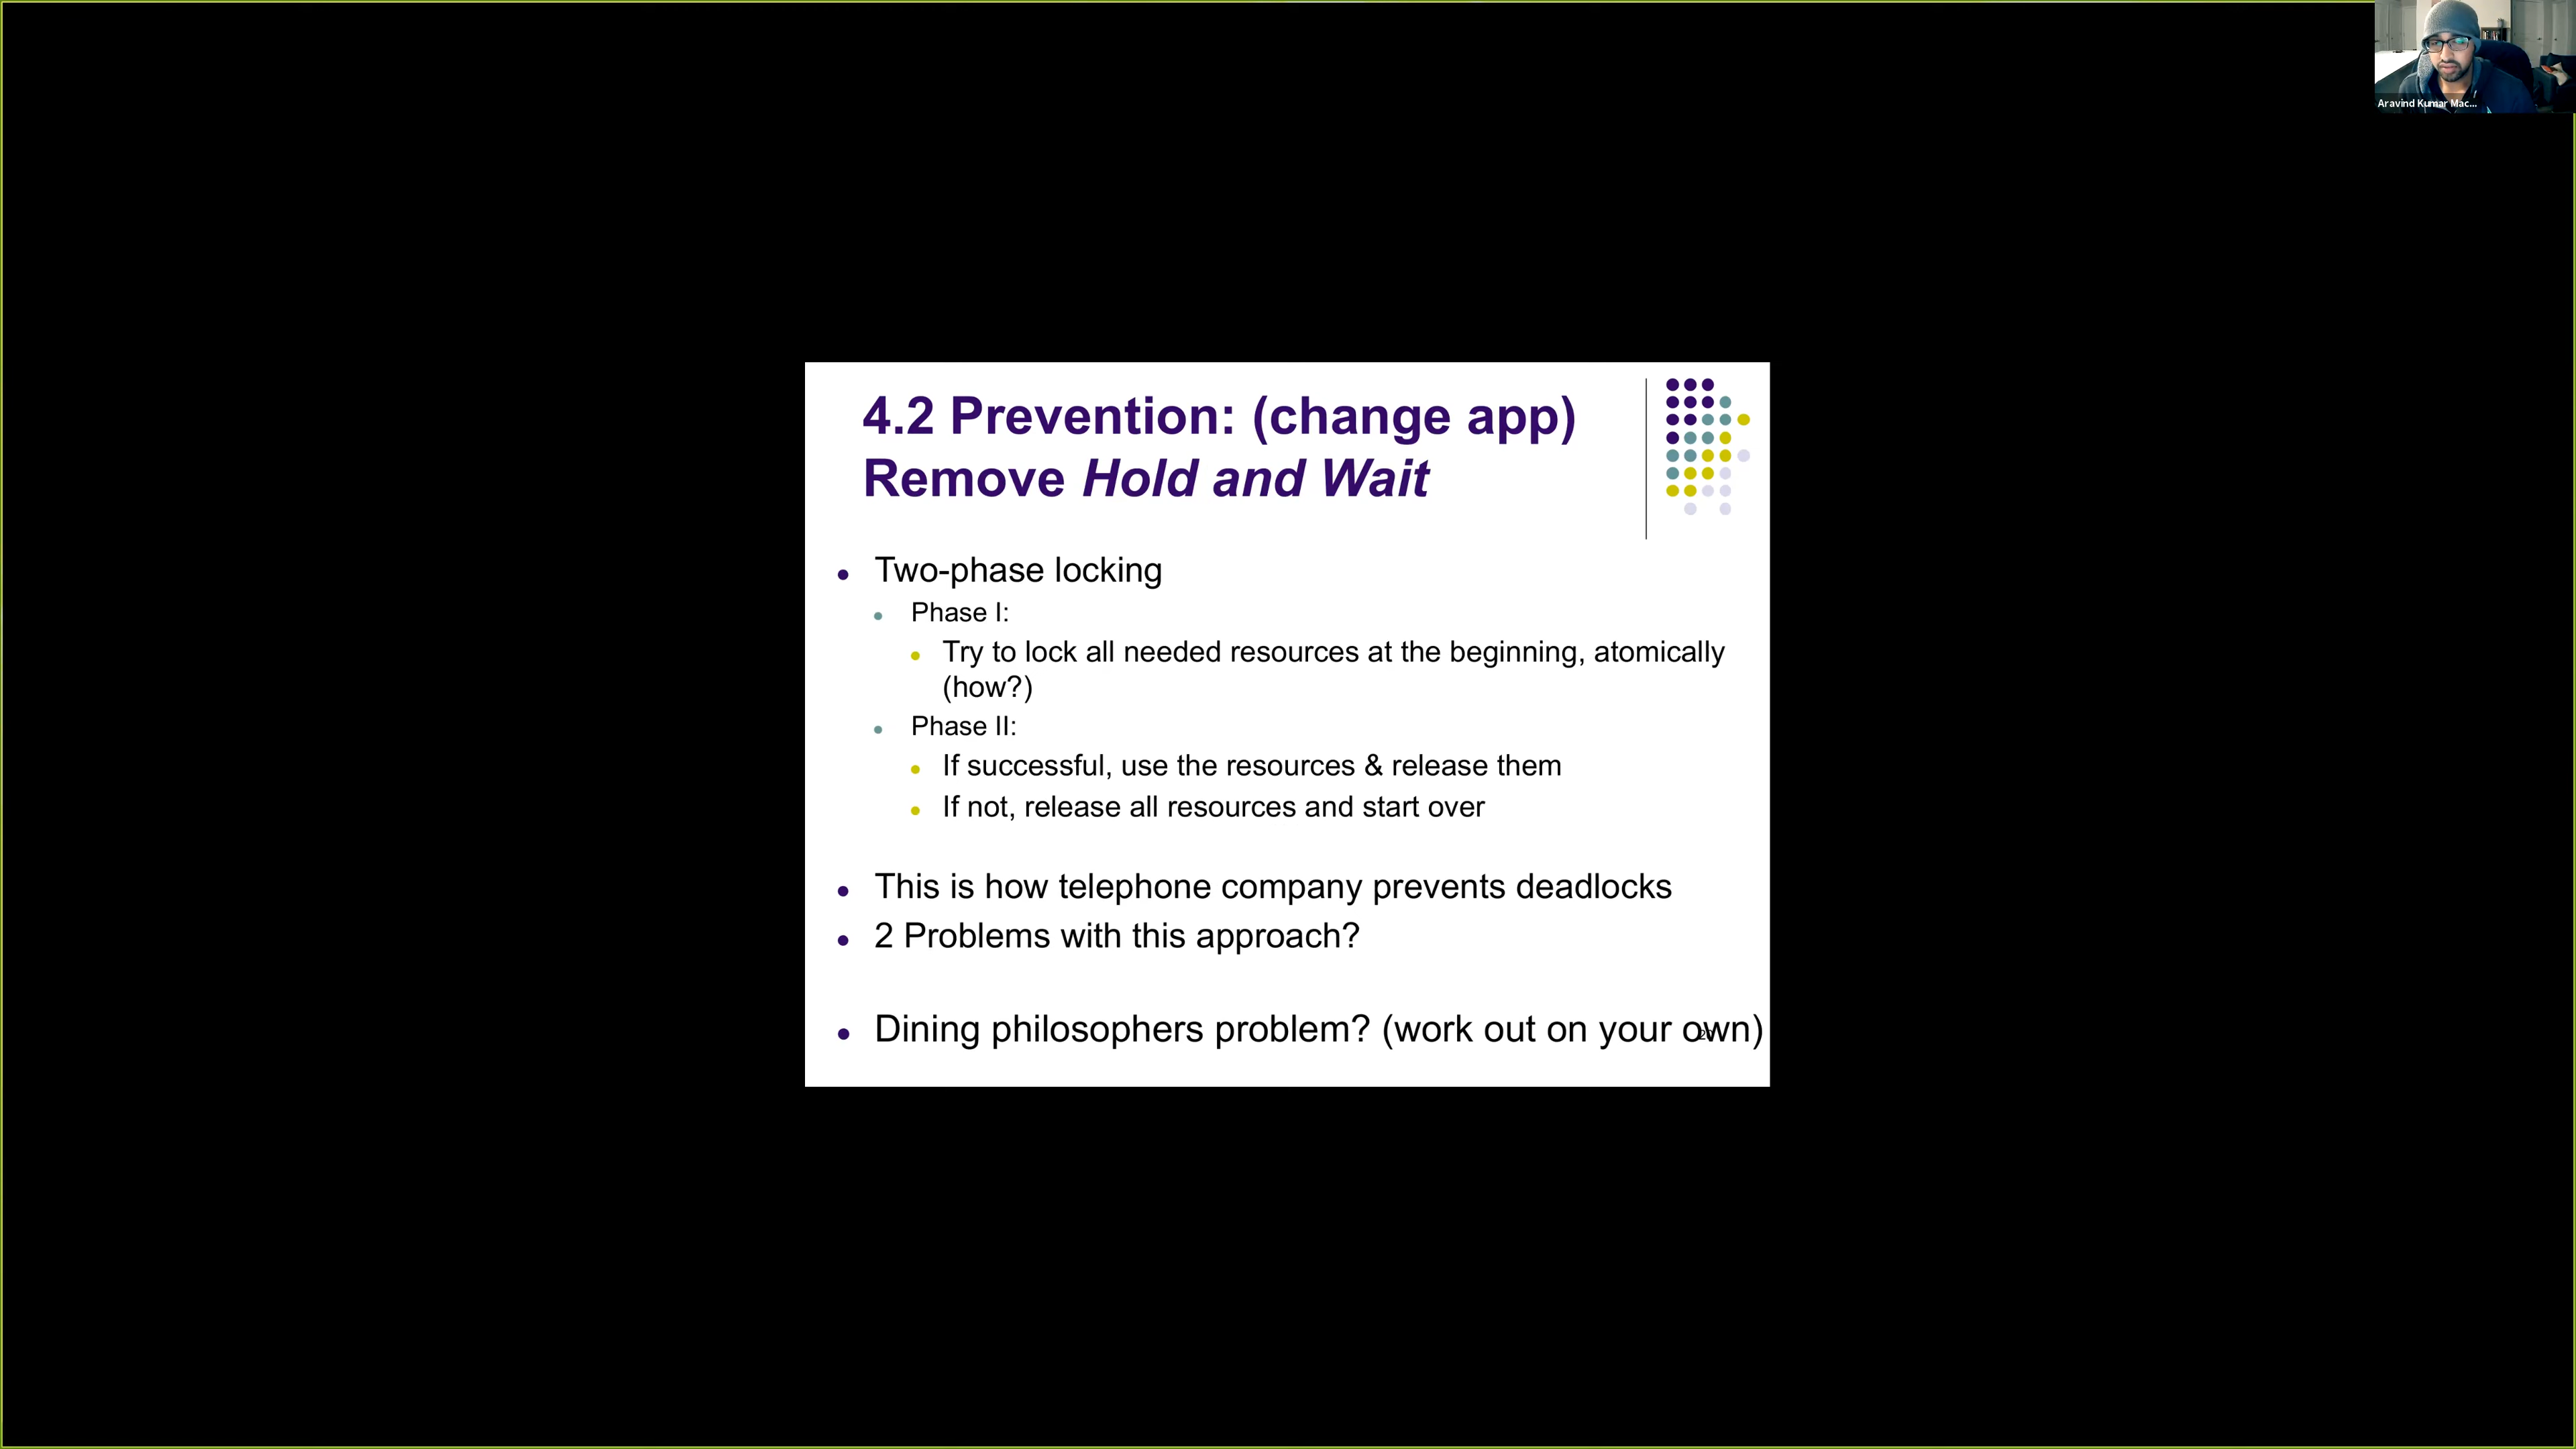 Aravind Kumar Mac...
4.2 Prevention: (change app)
Remove Hold and Wait
Two-phase locking
Phase I:
Try to lock all needed resources at the beginning, atomically
(how?)
Phase II:
If successful, use the resources & release them
If not, release all resources and start over
This is how telephone company prevents deadlocks
2 Problems with this approach?
Dining philosophers problem? (work out on your own)